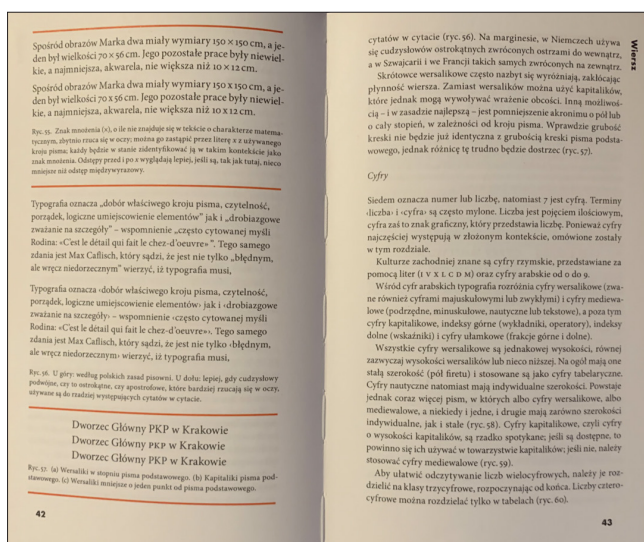 Spośród obrazów Marka dwa miały wymiary 150 × 150 cm, a je-
den był wielkości 70 × 56 cm. Jego pozostałe prace były niewiel-
kie, a najmniejsza, akwarela, nie większa niż 10 × 12 cm.
Spośród obrazów Marka dwa miały wymiary 150 x 150 cm, a je-
den był wielkości 70 x 56 cm. Jego pozostałe prace były niewiel-
kie, a najmniejsza, akwarela, nie większa niż 10 x 12 cm.
Ryc. 55. Znak mnożenia (×), o ile nie znajduje się w tekście o charakterze matema-
tycznym, zbytnio rzuca się w oczy; można go zastąpić przez literę x z używanego
kroju pisma; każdy będzie w stanie zidentyfikować ją w takim kontekście jako
znak mnożenia. Odstępy przed i po x wyglądają lepiej, jeśli są, tak jak tutaj, nieco
mniejsze niż odstęp międzywyrazowy.
Typografia oznacza „dobór właściwego kroju pisma, czytelność,
porządek, logiczne umiejscowienie elementów” jak i „drobiazgowe
zważanie na szczegóły” – wspomnienie „często cytowanej myśli
Rodina: «C'est le détail qui fait le chez-d'oeuvre»”. Tego samego
zdania jest Max Caflisch, który sądzi, że jest nie tylko „błędnym,
ale wręcz niedorzecznym” wierzyć, iż typografia musi,
Typografia oznacza ‹dobór właściwego kroju pisma, czytelność,
porządek, logiczne umiejscowienie elementów› jak i ‹drobiazgowe
zważanie na szczegóły› – wspomnienie ‹często cytowanej myśli
Rodina: «C'est le détail qui fait le chez-d'oeuvre»›. Tego samego
zdania jest Max Caflisch, który sądzi, że jest nie tylko ‹błędnym,
ale wręcz niedorzecznym› wierzyć, iż typografia musi,
Ryc. 56. U góry: według polskich zasad pisowni. U dołu: lepiej, gdy cudzysłowy
podwójne, czy to ostrokątne, czy apostrofowe, które bardziej rzucają się w oczy,
używane są do rzadziej występujących cytatów w cytacie.
Dworzec Główny PKP w Krakowie
Dworzec Główny PKP w Krakowie
Dworzec Główny PKP w Krakowie
Ryc. 57. (a) Wersaliki w stopniu pisma podstawowego. (b) Kapitaliki pisma pod-
stawowego. (c) Wersaliki mniejsze o jeden punkt od pisma podstawowego.
42
cytatów w cytacie (ryc. 56). Na marginesie, w Niemczech używa
się cudzysłowów ostrokątnych zwróconych ostrzami do wewnątrz,
a w Szwajcarii i we Francji takich samych zwróconych na zewnątrz.
Skrótowce wersalikowe często nazbyt się wyróżniają, zakłócając
płynność wiersza. Zamiast wersalików można użyć kapitalików,
które jednak mogą wywoływać wrażenie obcości. Inną możliwoś-
cią – i w zasadzie najlepszą – jest pomniejszenie akronimu o pół lub
o cały stopień, w zależności od kroju pisma. Wprawdzie grubość
kreski nie będzie już identyczna z grubością kreski pisma podsta-
wowego, jednak różnicę tę trudno będzie dostrzec (ryc. 57).
Wiersz
Cyfry
Siedem oznacza numer lub liczbę, natomiast 7 jest cyfrą. Terminy
‹liczba› i ‹cyfra› są często mylone. Liczba jest pojęciem ilościowym,
cyfra zaś to znak graficzny, który przedstawia liczbę. Ponieważ cyfry
najczęściej występują w złożonym kontekście, omówione zostały
w tym rozdziale.
Kulturze zachodniej znane są cyfry rzymskie, przedstawiane za
pomocą liter (I V X L C D M) oraz cyfry arabskie od 0 do 9.
Wśród cyfr arabskich typografia rozróżnia cyfry wersalikowe (zwa-
ne również cyframi majuskułowymi lub zwykłymi) i cyfry mediewa-
lowe (podrzędne, minuskułowe, nautyczne lub tekstowe), a poza tym
cyfry kapitalikowe, indeksy górne (wykładniki, operatory), indeksy
dolne (wskaźniki) i cyfry ułamkowe (frakcje górne i dolne).
Wszystkie cyfry wersalikowe są jednakowej wysokości, równej
zazwyczaj wysokości wersalików lub nieco niższej. Na ogół mają one
stałą szerokość (pół firetu) i stosowane są jako cyfry tabelaryczne.
Cyfry nautyczne natomiast mają indywidualne szerokości. Powstaje
jednak coraz więcej pism, w których albo cyfry wersalikowe, albo
mediewalowe, a niekiedy i jedne, i drugie mają zarówno szerokości
indywidualne, jak i stałe (ryc. 58). Cyfry kapitalikowe, czyli cyfry
o wysokości kapitalików, są rzadko spotykane; jeśli są dostępne, to
powinno się ich używać w towarzystwie kapitalików; jeśli nie, należy
stosować cyfry mediewalowe (ryc. 59).
Aby ułatwić odczytywanie liczb wielocyfrowych, należy je roz-
dzielić na klasy trzycyfrowe, rozpoczynając od końca. Liczby cztero-
cyfrowe można rozdzielać tylko w tabelach (ryc. 60).
43